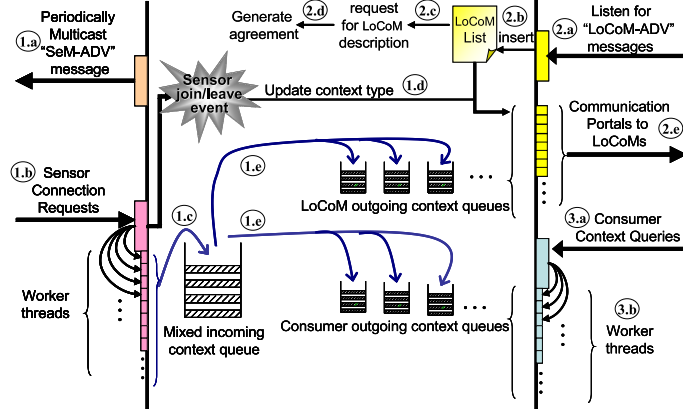 1.a
Periodically
Multicast
“SeM-ADV”
message
2.d
Generate
agreement
request
for LoCoM
description
2.c
LoCoM
List
2.b
insert
2.a
Listen for
“LoCoM-ADV”
messages
Sensor
join/leave
event
Update context type
1.d
Communication
Portals to
LoCoMs
2.e
1.b
Sensor
Connection
Requests
1.c
1.e
LoCoM outgoing context queues
1.e
3.a
Consumer
Context Queries
Worker
threads
Mixed incoming
context queue
Consumer outgoing context queues
3.b
Worker
threads